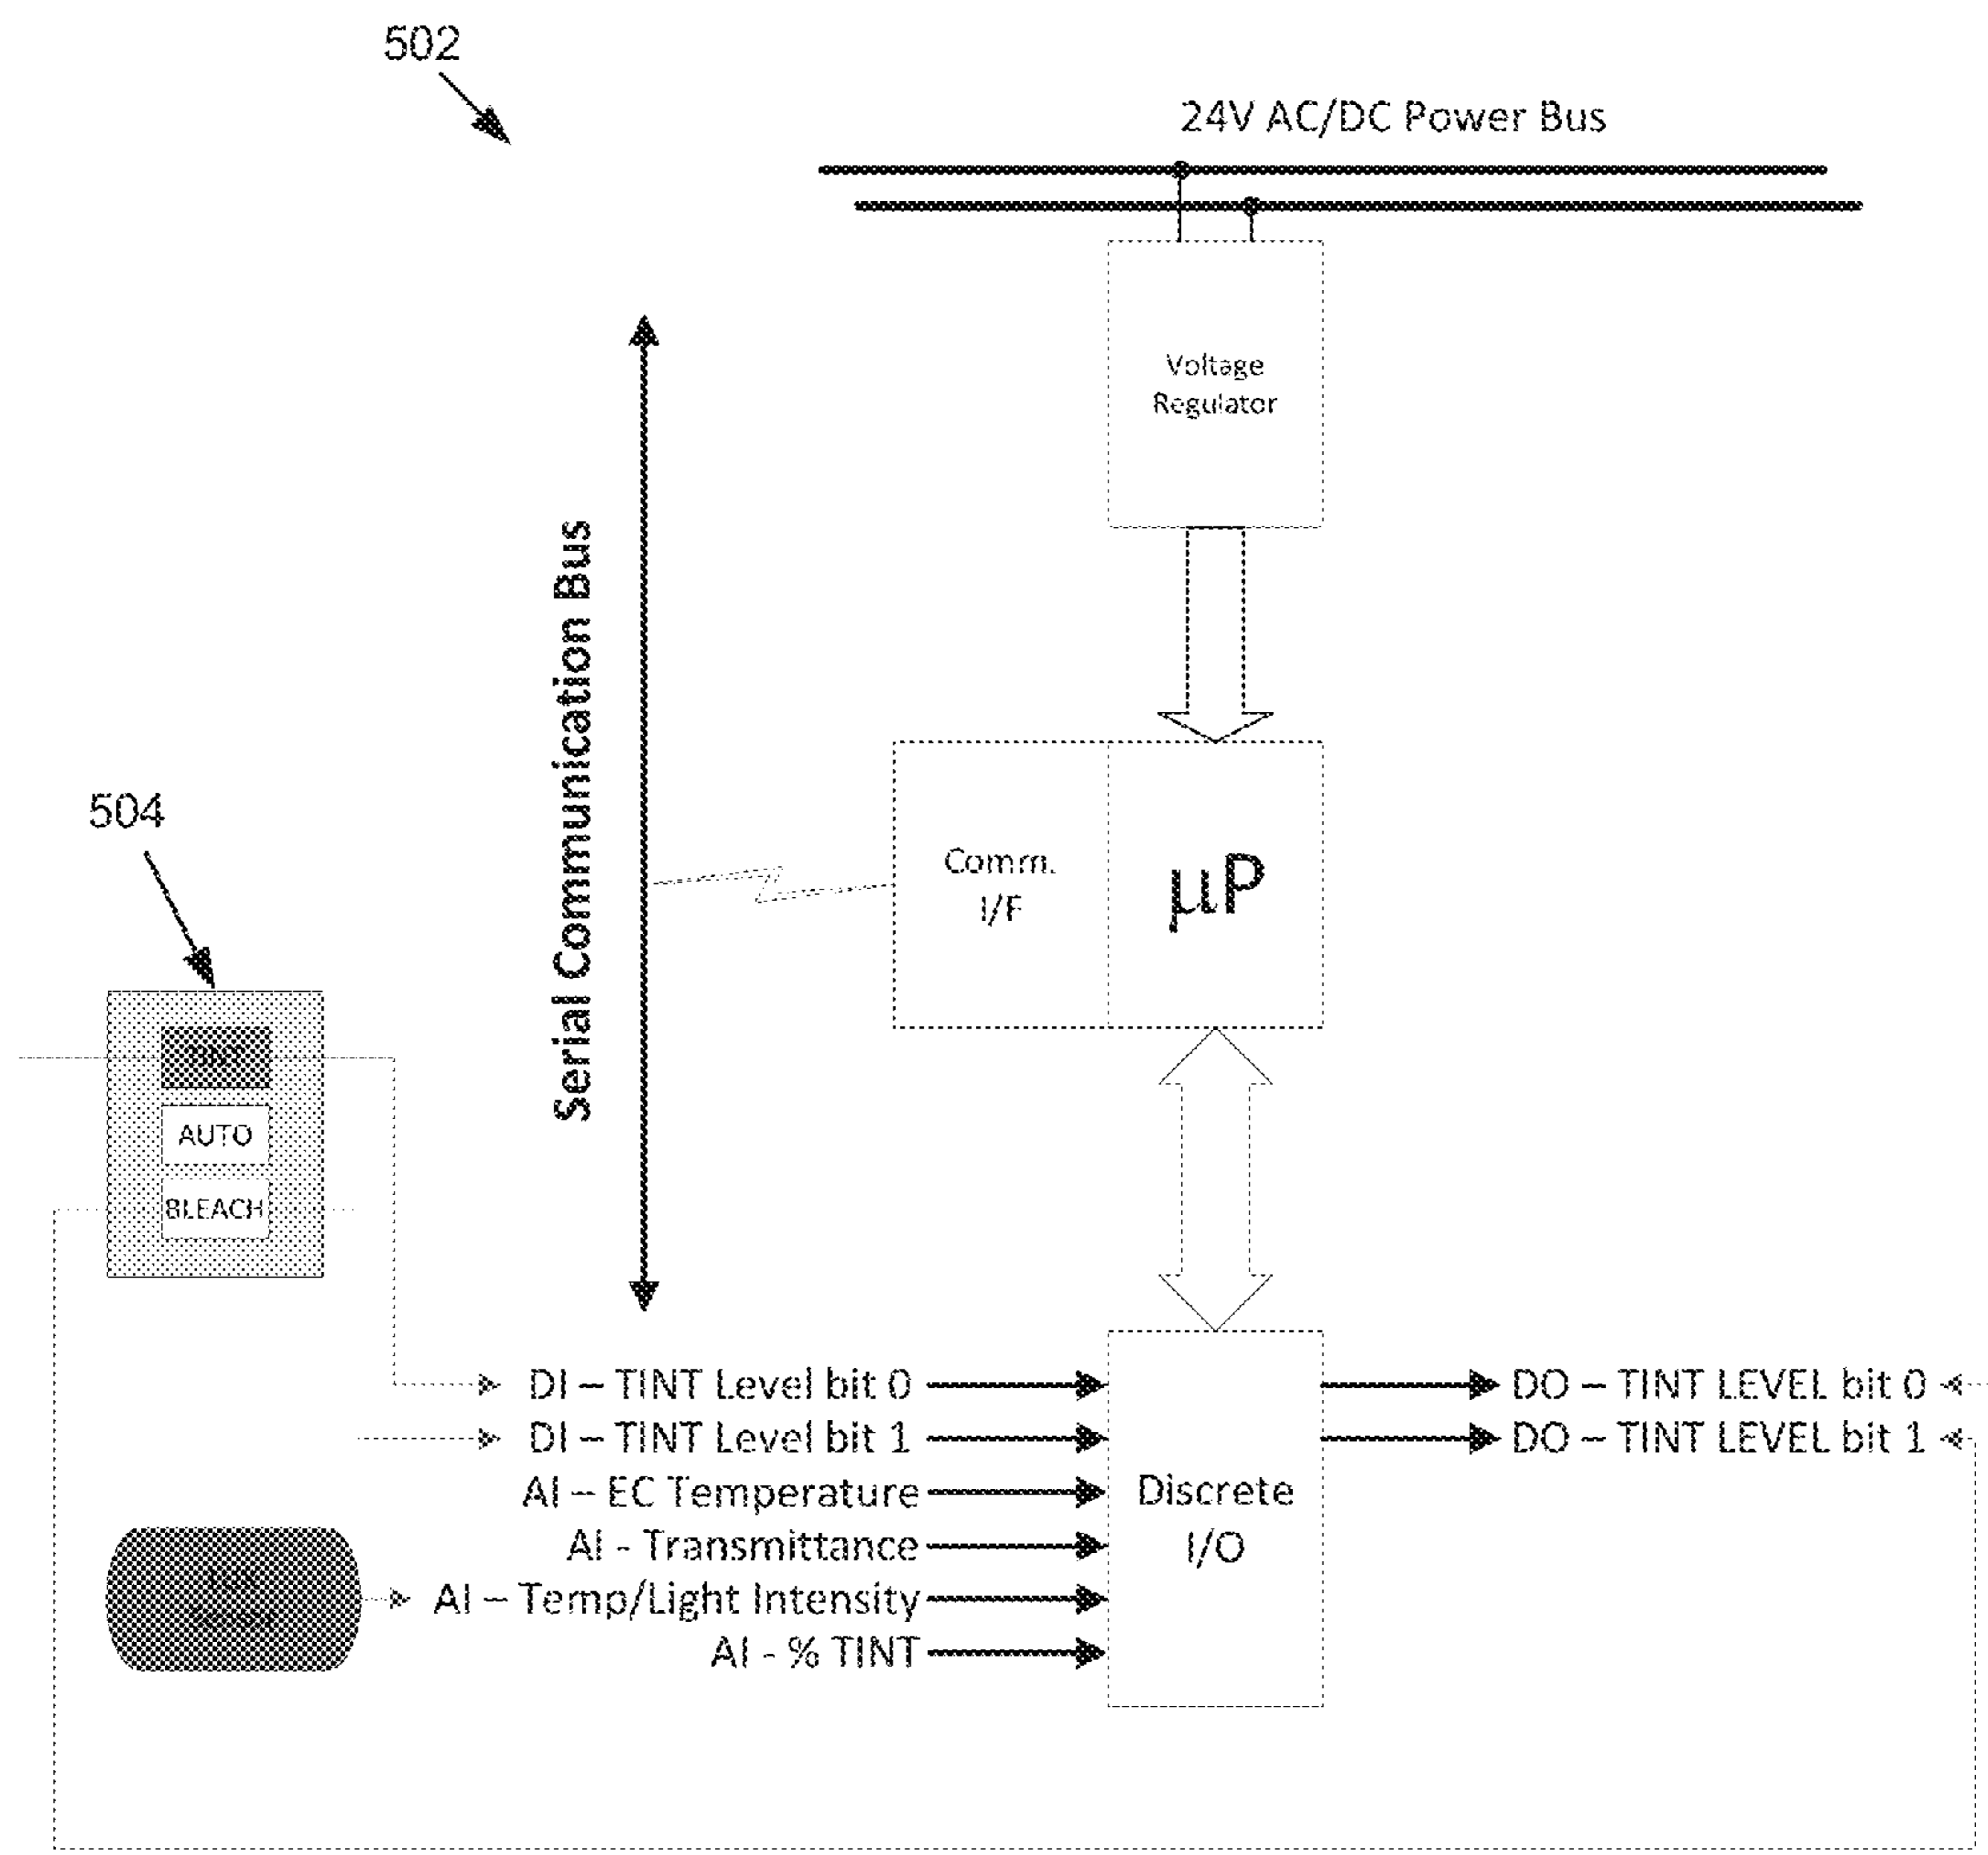 502
24V AC/DC Power Bus
Voltage
Regulator
Serial Communication Bus
504
Comm.
I/F
µP
TINT
AUTO
BLEACH
DI – TINT Level bit 0
DI – TINT Level bit 1
AI – EC Temperature
AI - Transmittance
AI – Temp/Light Intensity
AI - % TINT
Discrete
I/O
DO – TINT LEVEL bit 0
DO – TINT LEVEL bit 1